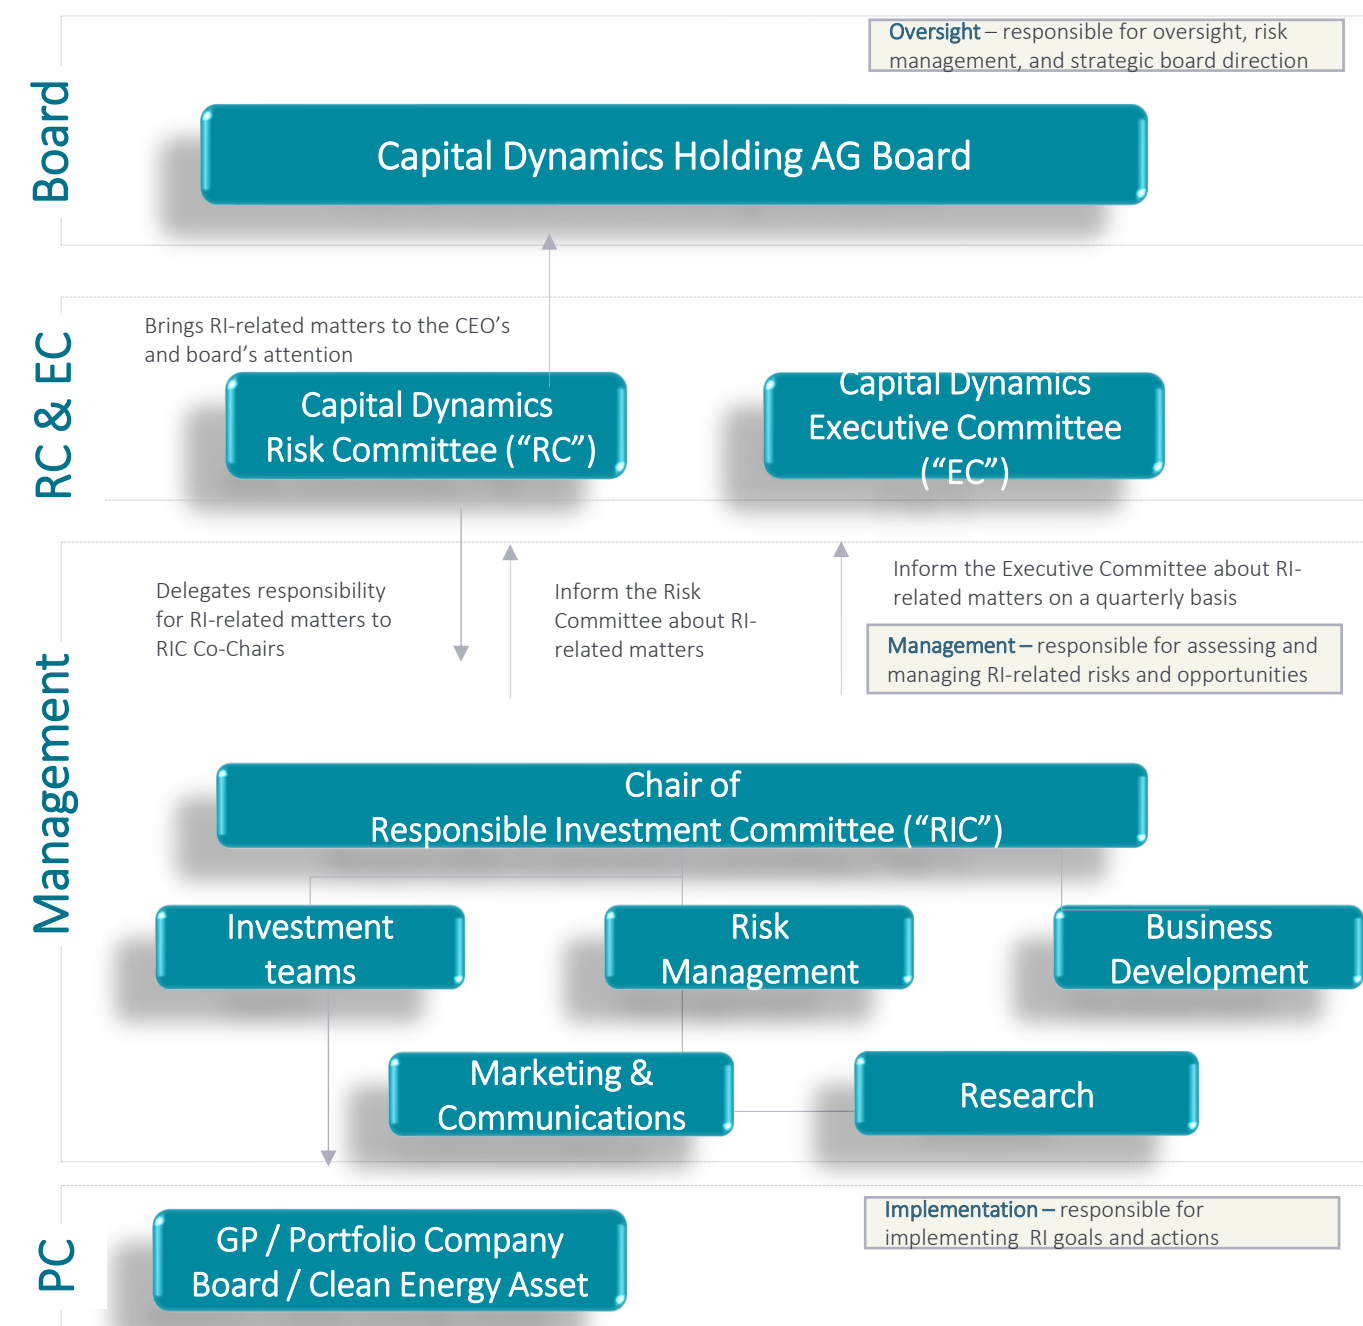 Board
Oversight – responsible for oversight, risk
management, and strategic board direction
Capital Dynamics Holding AG Board
RC & EC
Brings RI-related matters to the CEO’s
and board’s attention
Capital Dynamics
Risk Committee (“RC”)
Capital Dynamics
Executive Committee
(“EC”)
Management
Delegates responsibility
for RI-related matters to
RIC Co-Chairs
Inform the Risk
Committee about RI-
related matters
Inform the Executive Committee about RI-
related matters on a quarterly basis
Management – responsible for assessing and
managing RI-related risks and opportunities
Chair of
Responsible Investment Committee (“RIC”)
Investment
teams
Risk
Management
Business
Development
Marketing &
Communications
Research
PC
Implementation – responsible for
implementing  RI goals and actions
GP / Portfolio Company
Board / Clean Energy Asset